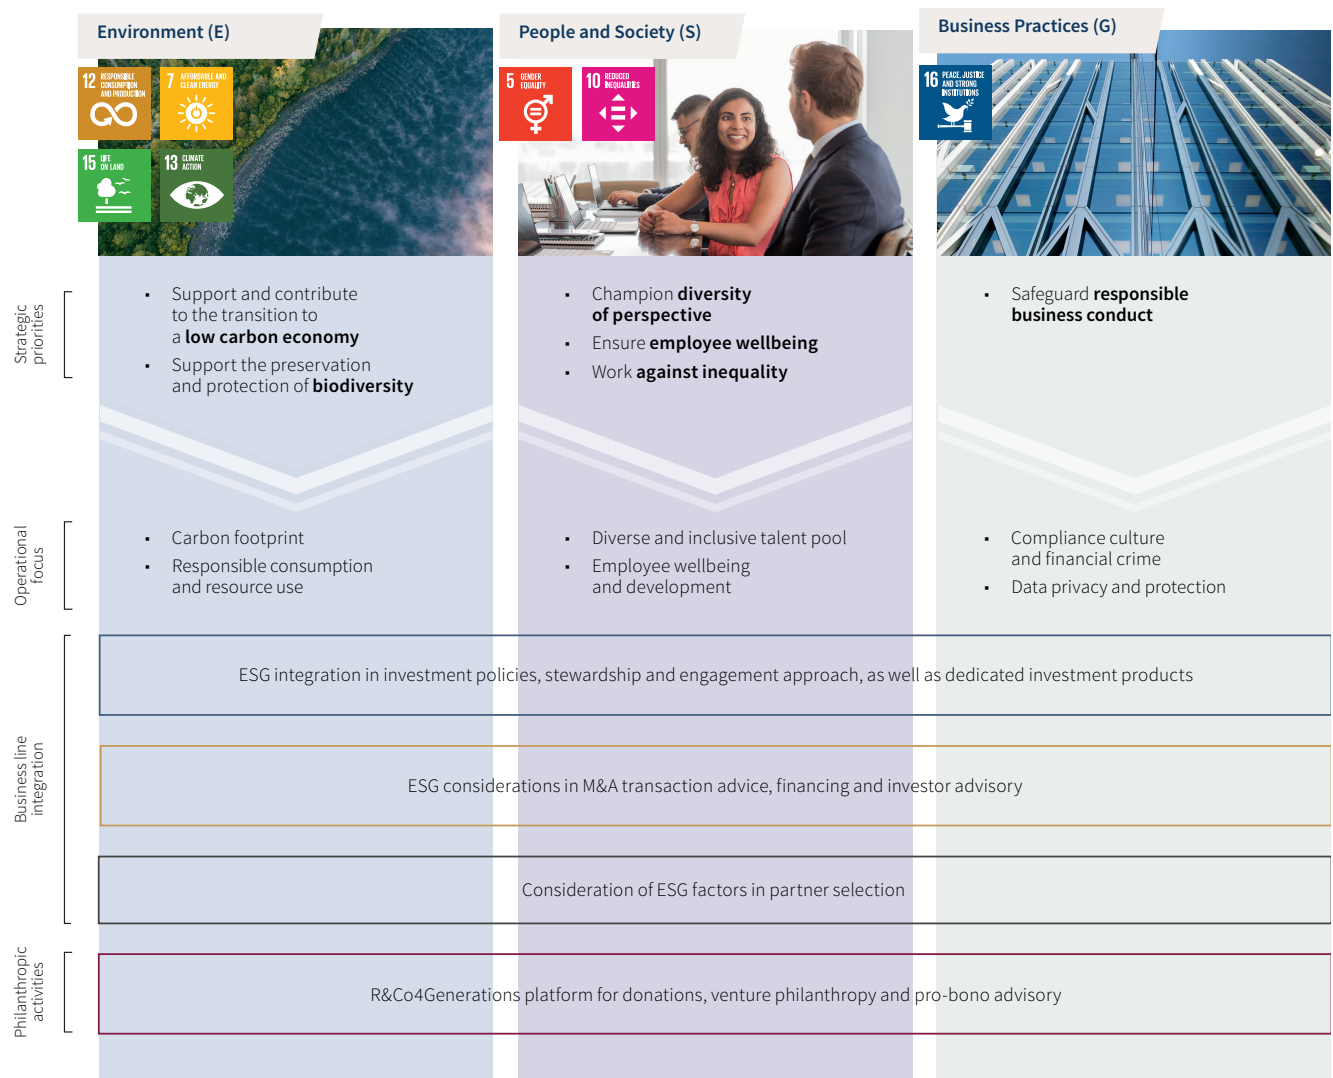 Environment (E)
12 RESPONSIBLE
CONSUMPTION
AND PRODUCTION
7 AFFORDABLE AND
CLEAN ENERGY
15 LIFE
ON LAND
13 CLIMATE
ACTION
People and Society (S)
5 GENDER
EQUALITY
10 REDUCED
INEQUALITIES
Business Practices (G)
16 PEACE, JUSTICE
AND STRONG
INSTITUTIONS
Strategic
priorities
▪ Support and contribute
to the transition to
a low carbon economy
▪ Support the preservation
and protection of biodiversity
▪ Champion diversity
of perspective
▪ Ensure employee wellbeing
▪ Work against inequality
▪ Safeguard responsible
business conduct
Operational
focus
▪ Carbon footprint
▪ Responsible consumption
and resource use
▪ Diverse and inclusive talent pool
▪ Employee wellbeing
and development
▪ Compliance culture
and financial crime
▪ Data privacy and protection
Business line
integration
ESG integration in investment policies, stewardship and engagement approach, as well as dedicated investment products
ESG considerations in M&A transaction advice, financing and investor advisory
Consideration of ESG factors in partner selection
Philanthropic
activities
R&Co4Generations platform for donations, venture philanthropy and pro-bono advisory